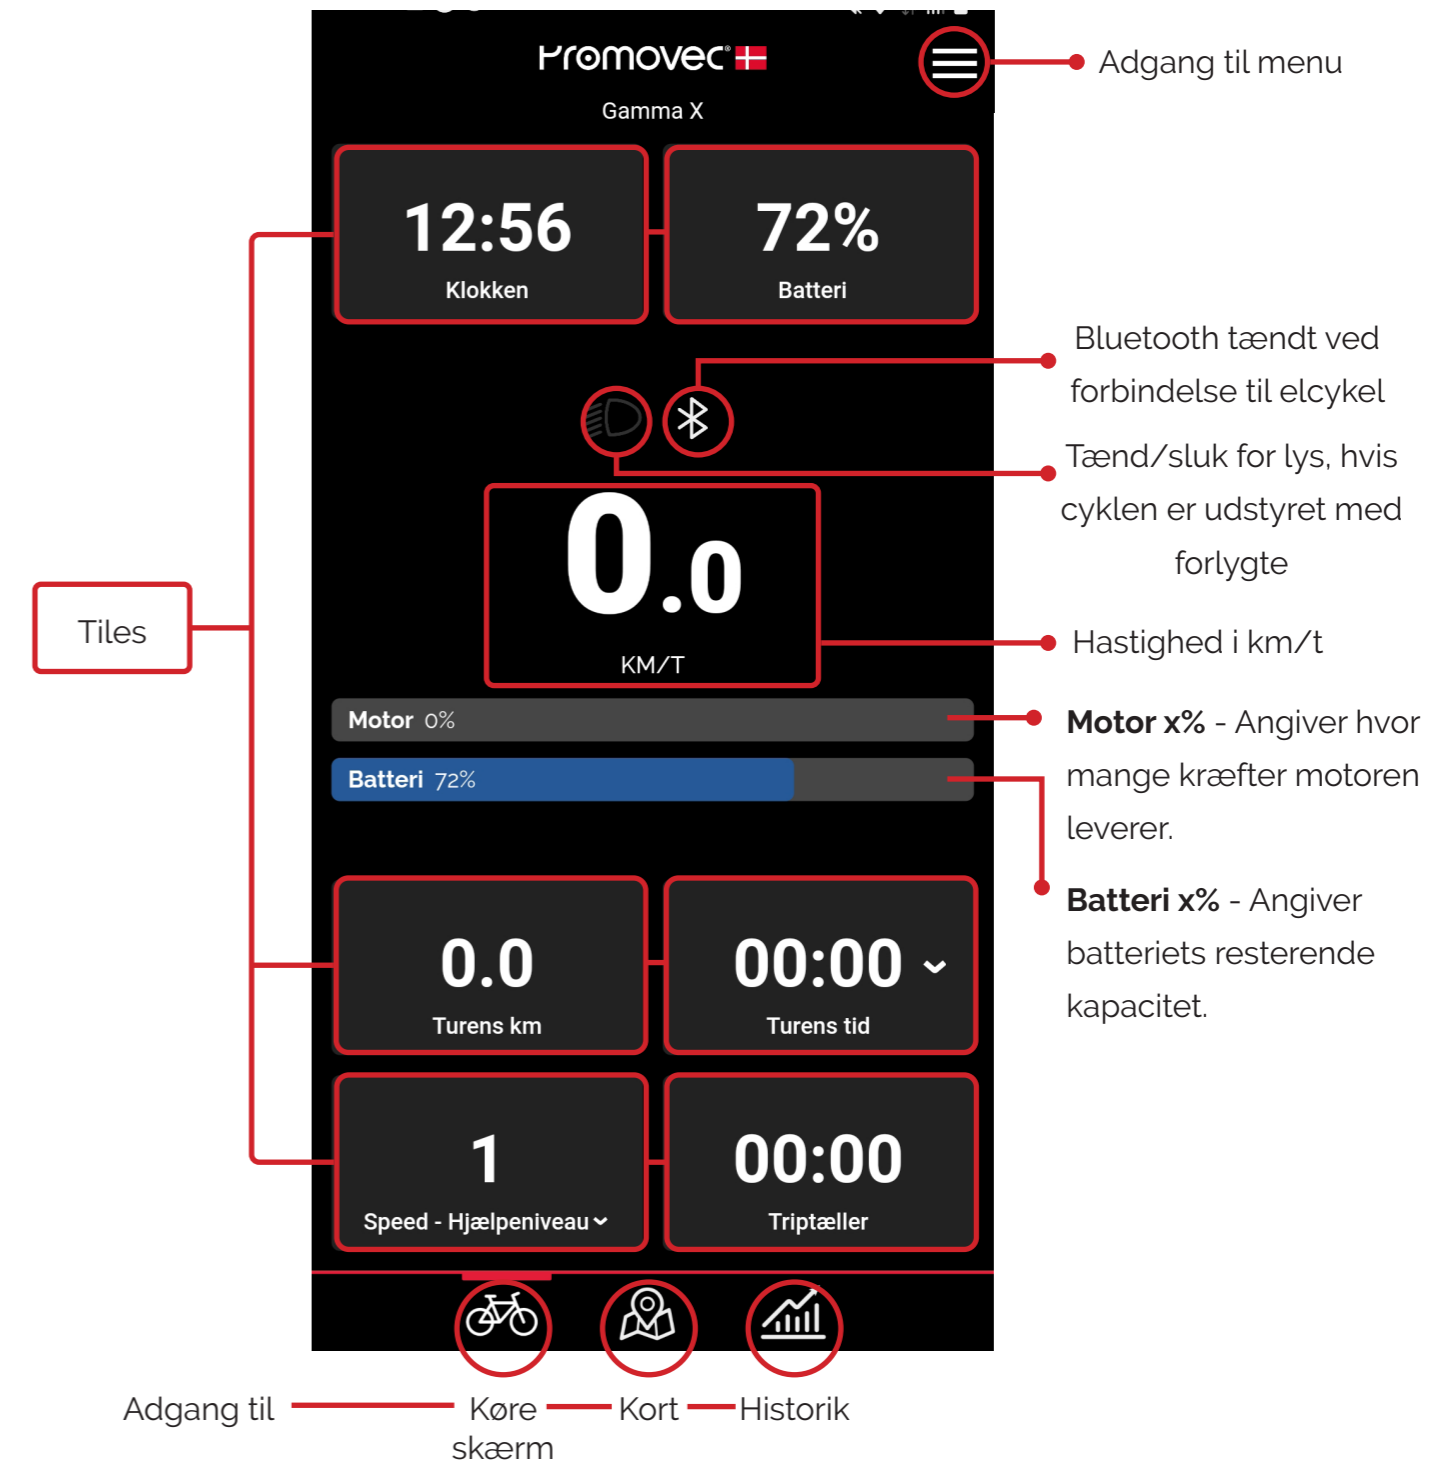 Promovec
Adgang til menu
Gamma X
12:56
Klokken
72%
Batteri
Bluetooth tændt ved
forbindelse til elcykel
Tænd/sluk for lys, hvis
cyklen er udstyret med
forlygte
0.0
KM/T
Tiles
Hastighed i km/t
Motor 0%
Motor x% - Angiver hvor
mange kræfter motoren
leverer.
Batteri 72%
Batteri x% - Angiver
batteriets resterende
kapacitet.
0.0
Turens km
00:00
Turens tid
1
Speed - Hjælpeniveau
00:00
Triptæller
Adgang til
Køre
skærm
Kort
Historik